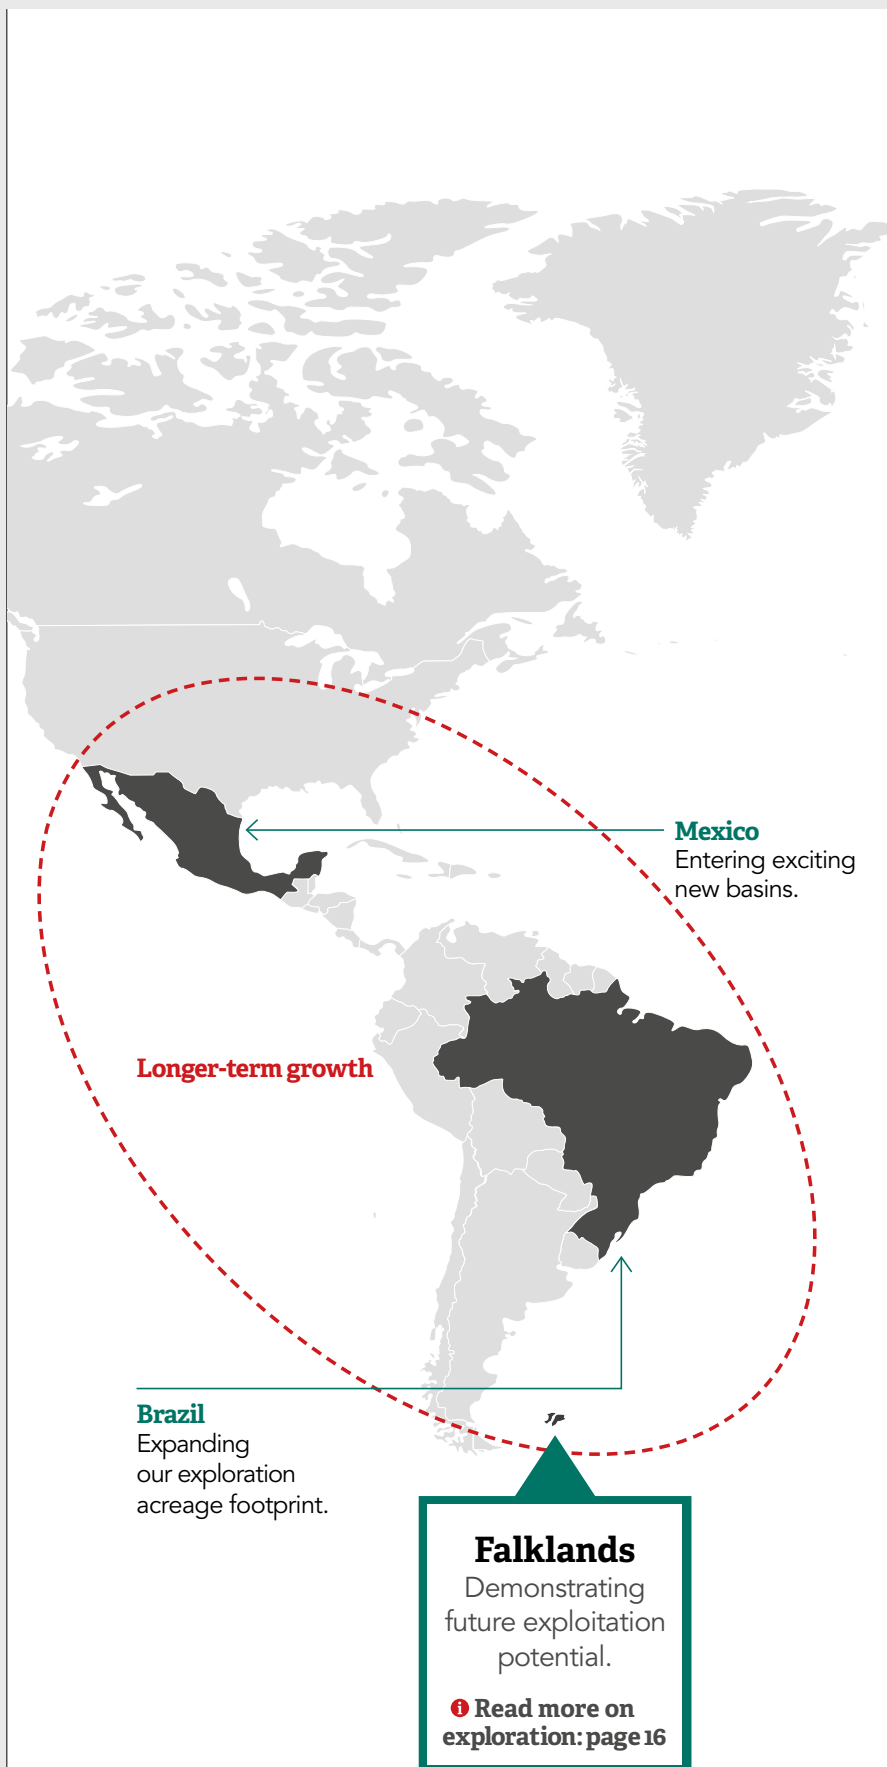 Mexico
Entering exciting
new basins.
Longer-term growth
Brazil
Expanding
our exploration
acreage footprint.
Falklands
Demonstrating
future exploitation
potential.
i Read more on
exploration: page 16